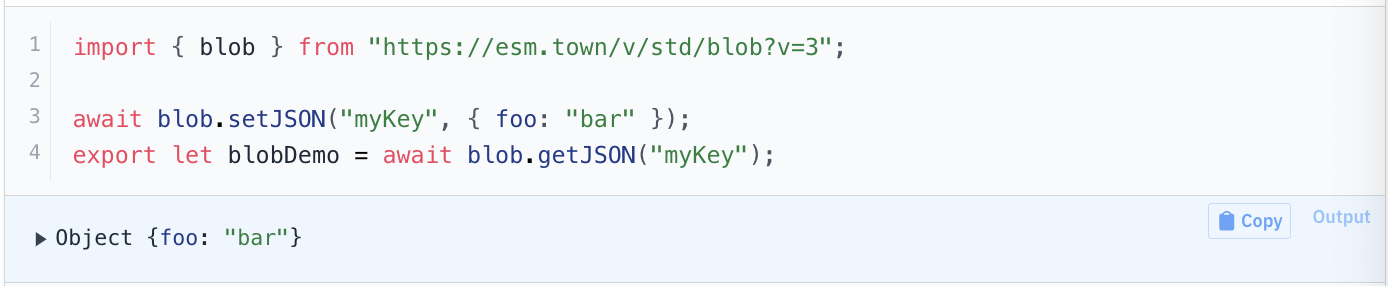 1 import { blob } from "https://esm.town/v/std/blob?v=3";
2
3 await blob.setJSON("myKey", { foo: "bar" });
4 export let blobDemo = await blob.getJSON("myKey");
Copy Output
▶ Object {foo: "bar"}